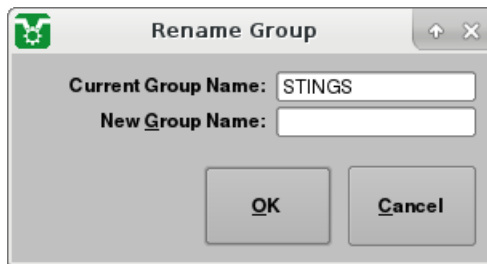 Rename Group
Current Group Name: STINGS
New Group Name:
OK
Cancel